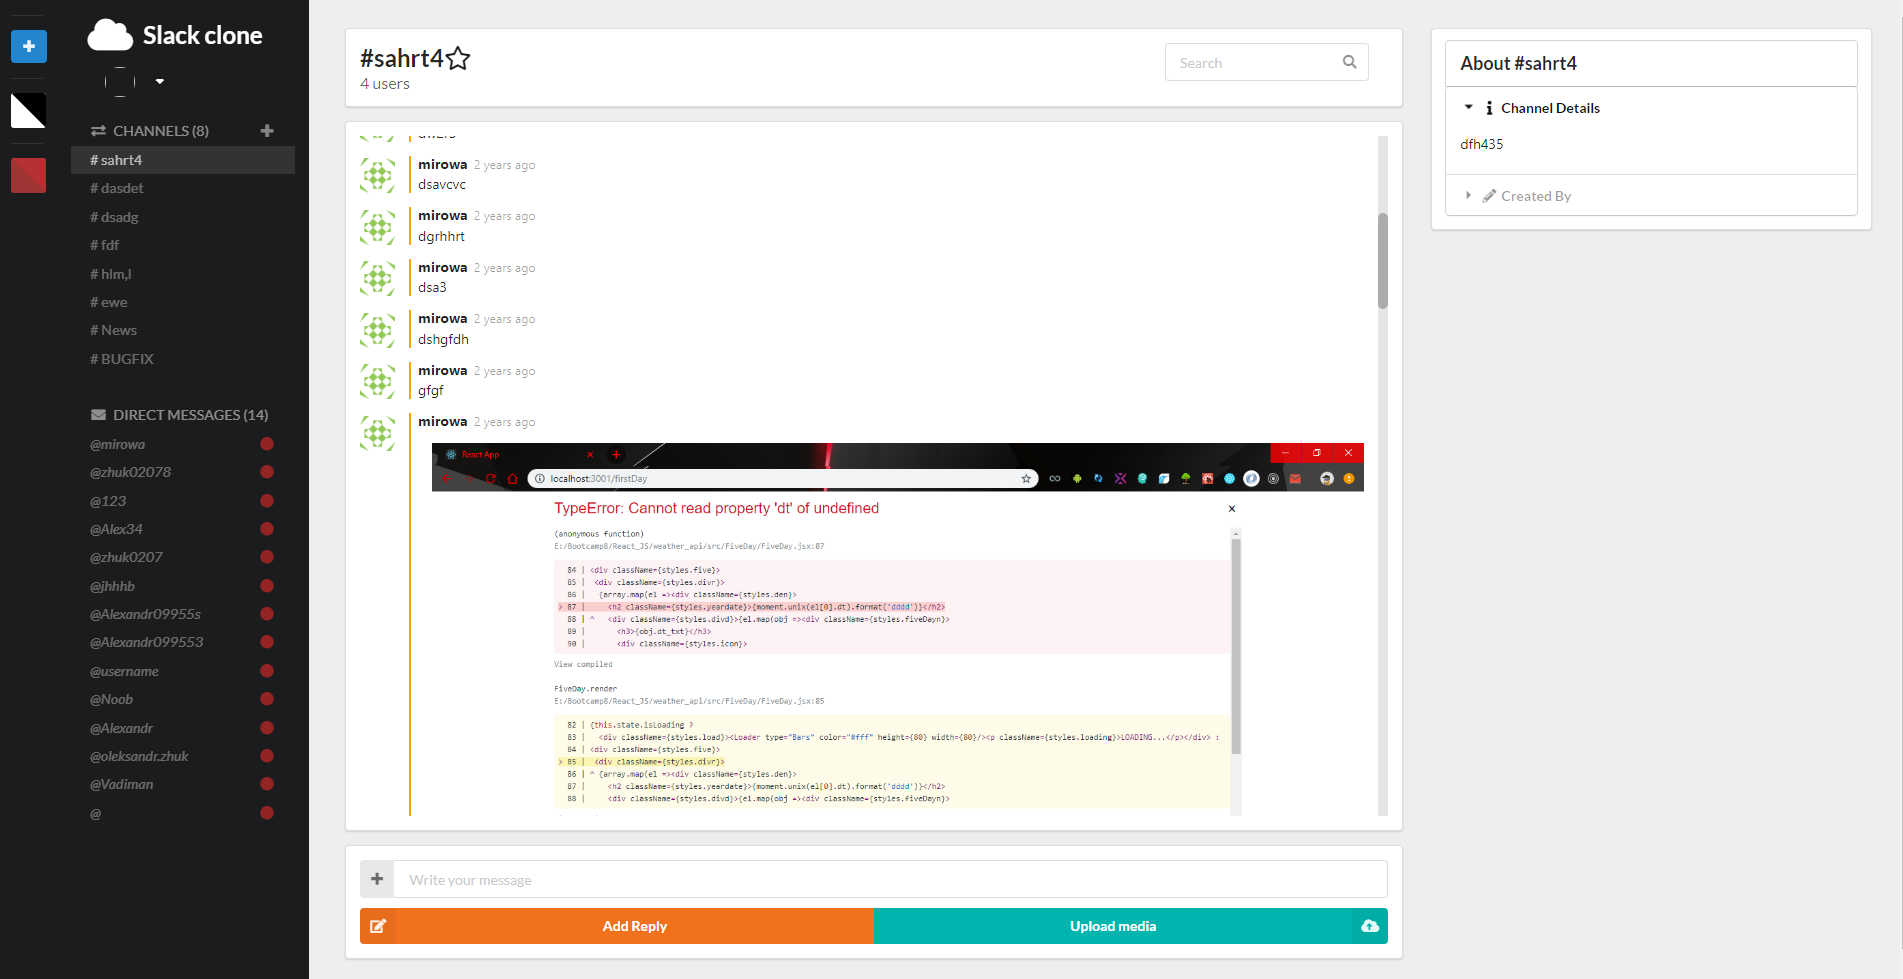 Slack clone
CHANNELS (8)
# sahrt4
# dasdet
# dsadg
# fdf
# hlm,l
# ewe
# News
# BUGFIX
DIRECT MESSAGES (14)
@mirowa
@zhuk02078
@123
@Alex34
@zhuk0207
@jhhhb
@Alexandr09955s
@Alexandr099553
@username
@Noob
@Alexandr
@oleksandr.zhuk
@Vadiman
@
#sahrt4
4 users
Search
mirowa 2 years ago
dsavcvc
mirowa 2 years ago
dgrhhrt
mirowa 2 years ago
dsa3
mirowa 2 years ago
dshgfdh
mirowa 2 years ago
gfgf
mirowa 2 years ago
React App
localhost:3001/firstDay
TypeError: Cannot read property 'dt' of undefined
(anonymous function)
E:/Bootcamp8/React_JS/weather_api/src/FiveDay/FiveDay.jsx:87
84 | <div className={styles.five}>
85 | <div className={styles.divr}>
86 | {array.map(el =><div className={styles.den}>
> 87 | <h2 className={styles.yeardate}>{moment.unix(el[0].dt).format('dddd')}</h2>
88 | ^ <div className={styles.divd}>{el.map(obj =><div className={styles.fiveDayn}>
89 | <h3>{obj.dt_txt}</h3>
90 | <div className={styles.icon}>
View compiled
FiveDay.render
E:/Bootcamp8/React_JS/weather_api/src/FiveDay/FiveDay.jsx:85
82 | {this.state.isLoading ?
83 | <div className={styles.load}><Loader type="Bars" color="#fff" height={80} width={80}/><p className={styles.loading}>LOADING...</p></div> :
84 | <div className={styles.five}>
> 85 | <div className={styles.divr}>
86 | ^ {array.map(el =><div className={styles.den}>
87 | <h2 className={styles.yeardate}>{moment.unix(el[0].dt).format('dddd')}</h2>
88 | <div className={styles.divd}>{el.map(obj =><div className={styles.fiveDayn}>
Write your message
Add Reply
Upload media
About #sahrt4
Channel Details
dfh435
Created By